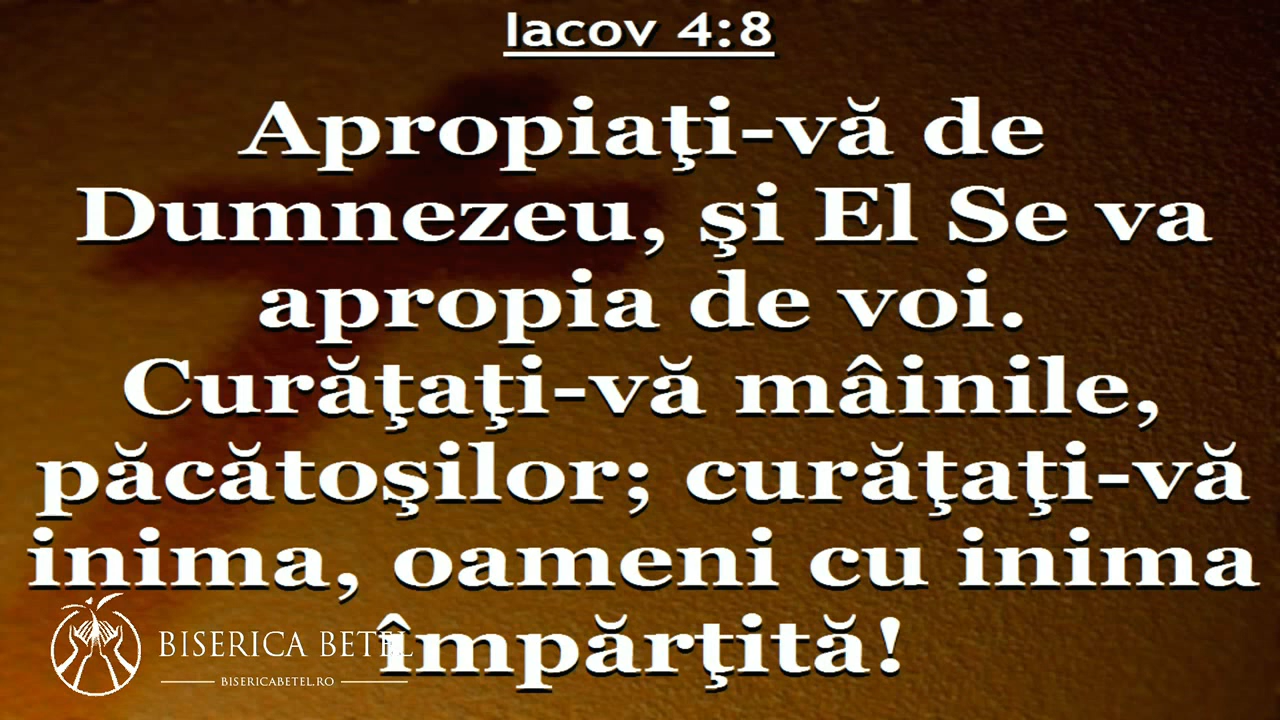 Iacov 4:8
Apropiaţi-vă de
Dumnezeu, şi El Se va
apropia de voi.
Curăţaţi-vă mâinile,
păcătoşilor; curăţaţi-vă
inima, oameni cu inima
împărţită!
BISERICA BETEL
BISERICABETEL.RO